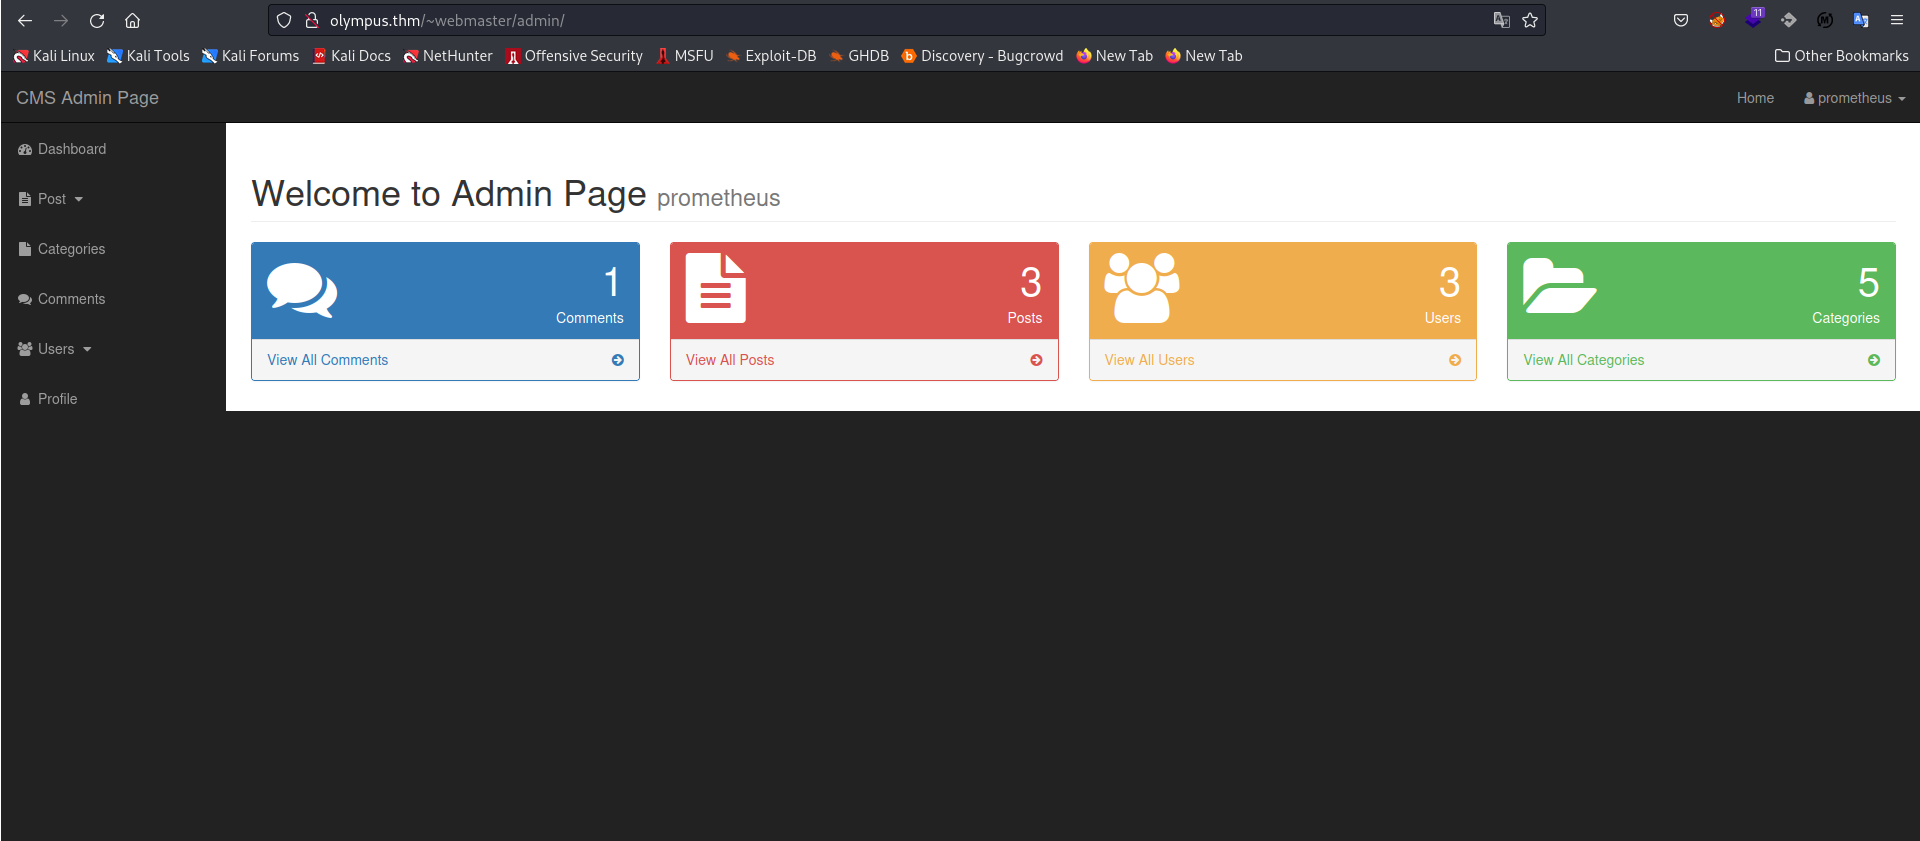 olympus.thm/~webmaster/admin/
11
Kali Linux Kali Tools Kali Forums Kali Docs NetHunter Offensive Security MSFU Exploit-DB GHDB Discovery - Bugcrowd New Tab New Tab Other Bookmarks
CMS Admin Page Home prometheus
Dashboard
Post
Categories
Comments
Users
Profile
Welcome to Admin Page prometheus
1
Comments
View All Comments
3
Posts
View All Posts
3
Users
View All Users
5
Categories
View All Categories